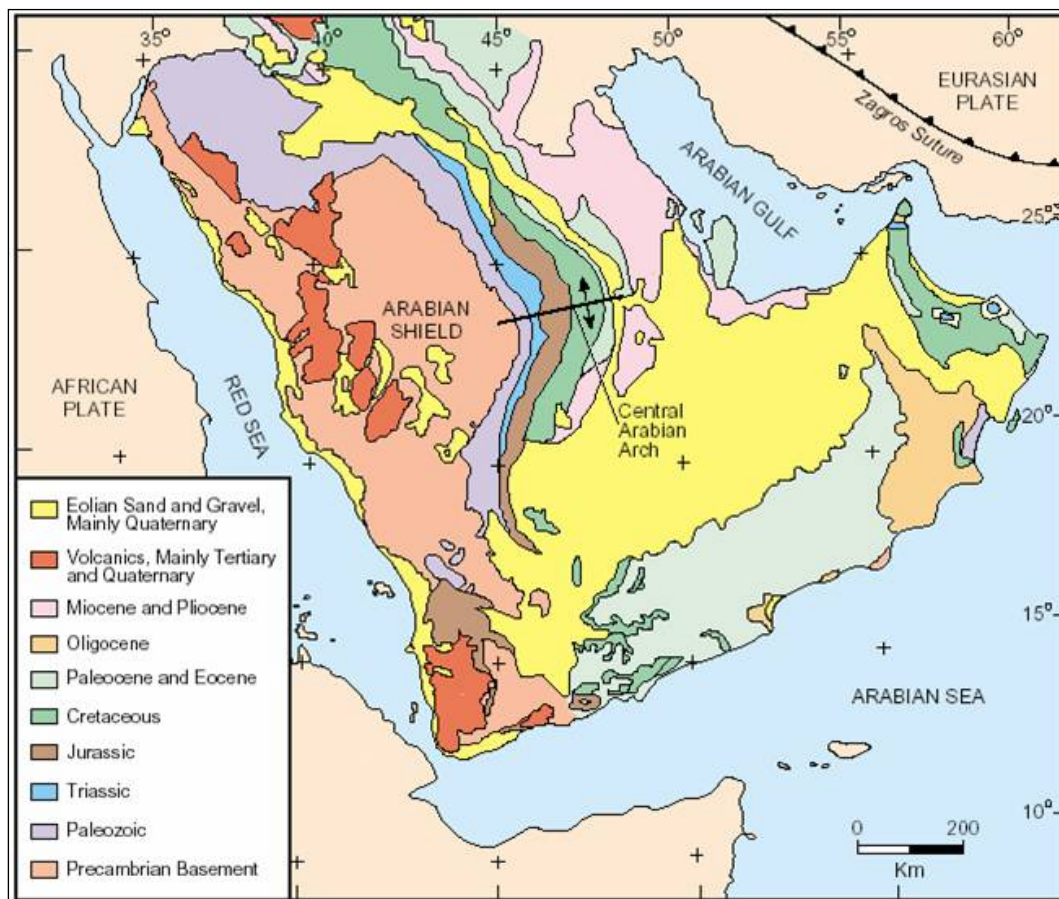 35°
40°
45°
50°
55°
60°
EURASIAN
PLATE
Zagros Suture
ARABIAN GULF
25°
ARABIAN
SHIELD
AFRICAN
PLATE
RED SEA
Central
Arabian
Arch
20°
15°
ARABIAN SEA
10°
0 200
Km
Eolian Sand and Gravel,
Mainly Quaternary
Volcanics, Mainly Tertiary
and Quaternary
Miocene and Pliocene
Oligocene
Paleocene and Eocene
Cretaceous
Jurassic
Triassic
Paleozoic
Precambrian Basement